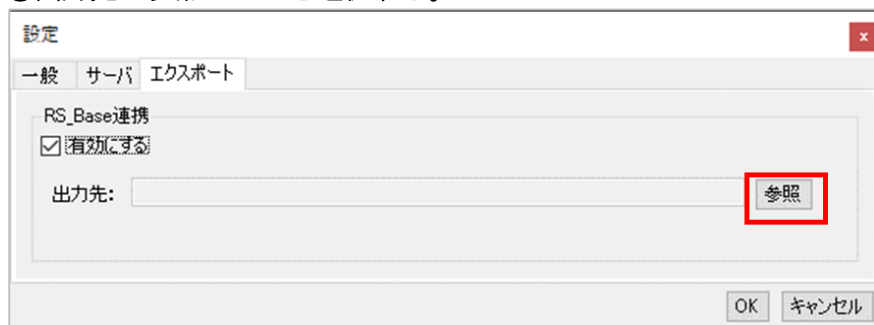 設定
x
一般 サーバ エクスポート
RS_Base連携
有効にする
出力先:
参照
OK キャンセル